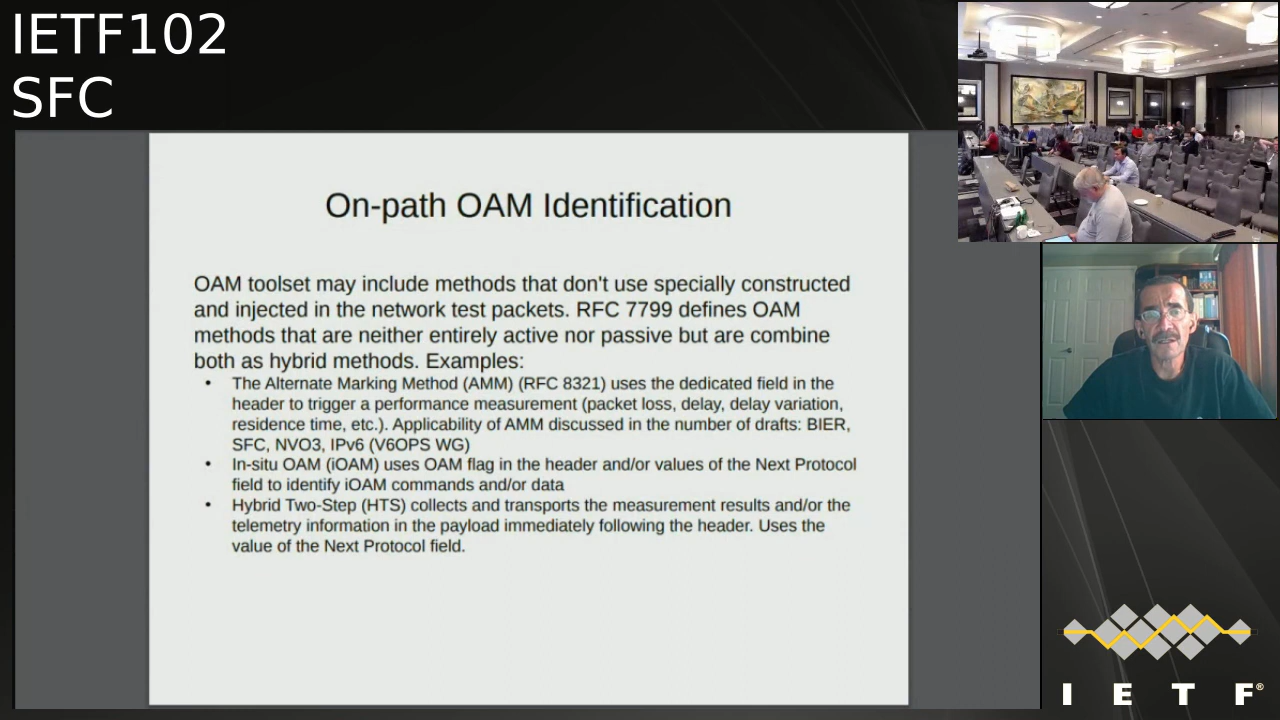 IETF102
SFC
On-path OAM Identification
OAM toolset may include methods that don't use specially constructed
and injected in the network test packets. RFC 7799 defines OAM
methods that are neither entirely active nor passive but are combine
both as hybrid methods. Examples:
• The Alternate Marking Method (AMM) (RFC 8321) uses the dedicated field in the
header to trigger a performance measurement (packet loss, delay, delay variation,
residence time, etc.). Applicability of AMM discussed in the number of drafts: BIER,
SFC, NVO3, IPv6 (V6OPS WG)
• In-situ OAM (iOAM) uses OAM flag in the header and/or values of the Next Protocol
field to identify iOAM commands and/or data
• Hybrid Two-Step (HTS) collects and transports the measurement results and/or the
telemetry information in the payload immediately following the header. Uses the
value of the Next Protocol field.
I E T F®